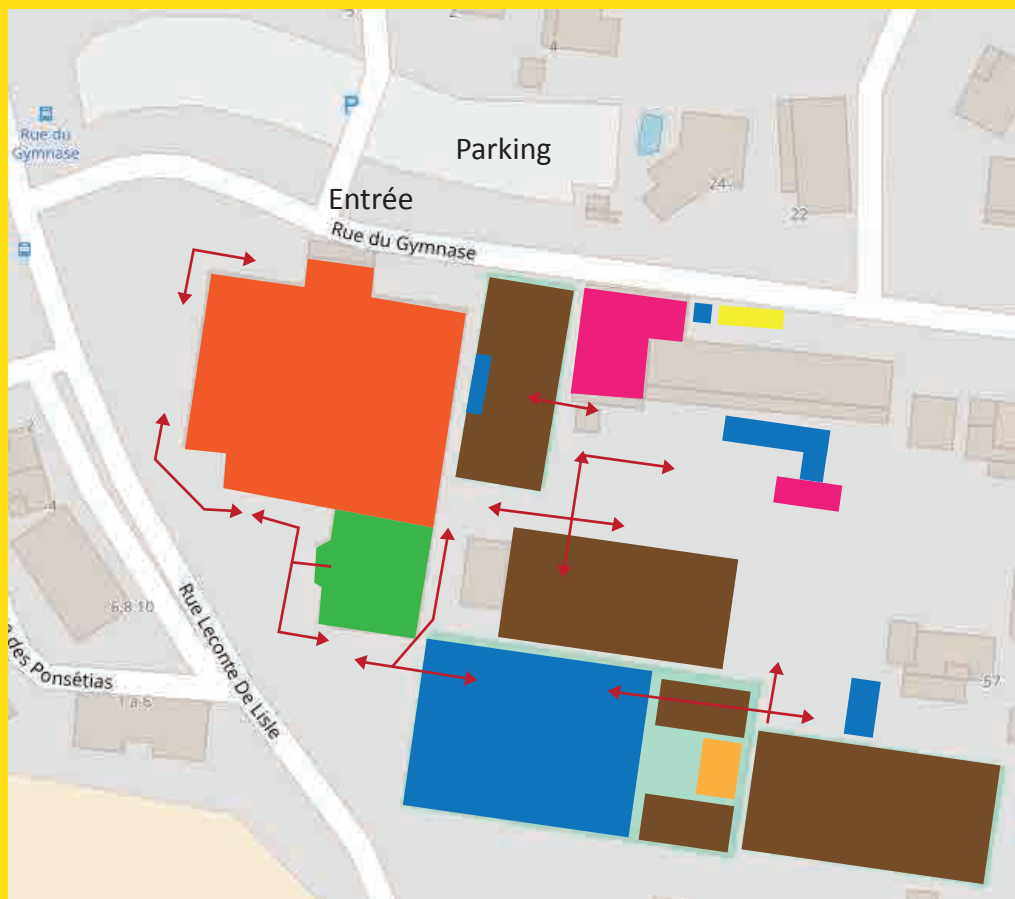 4
P
Rue du
Gymnase
Parking
24
Entrée
22
Rue du Gymnase
2
4
6.8.10
Rue Leconte De Lisle
des Ponsétias
1 à 6
57